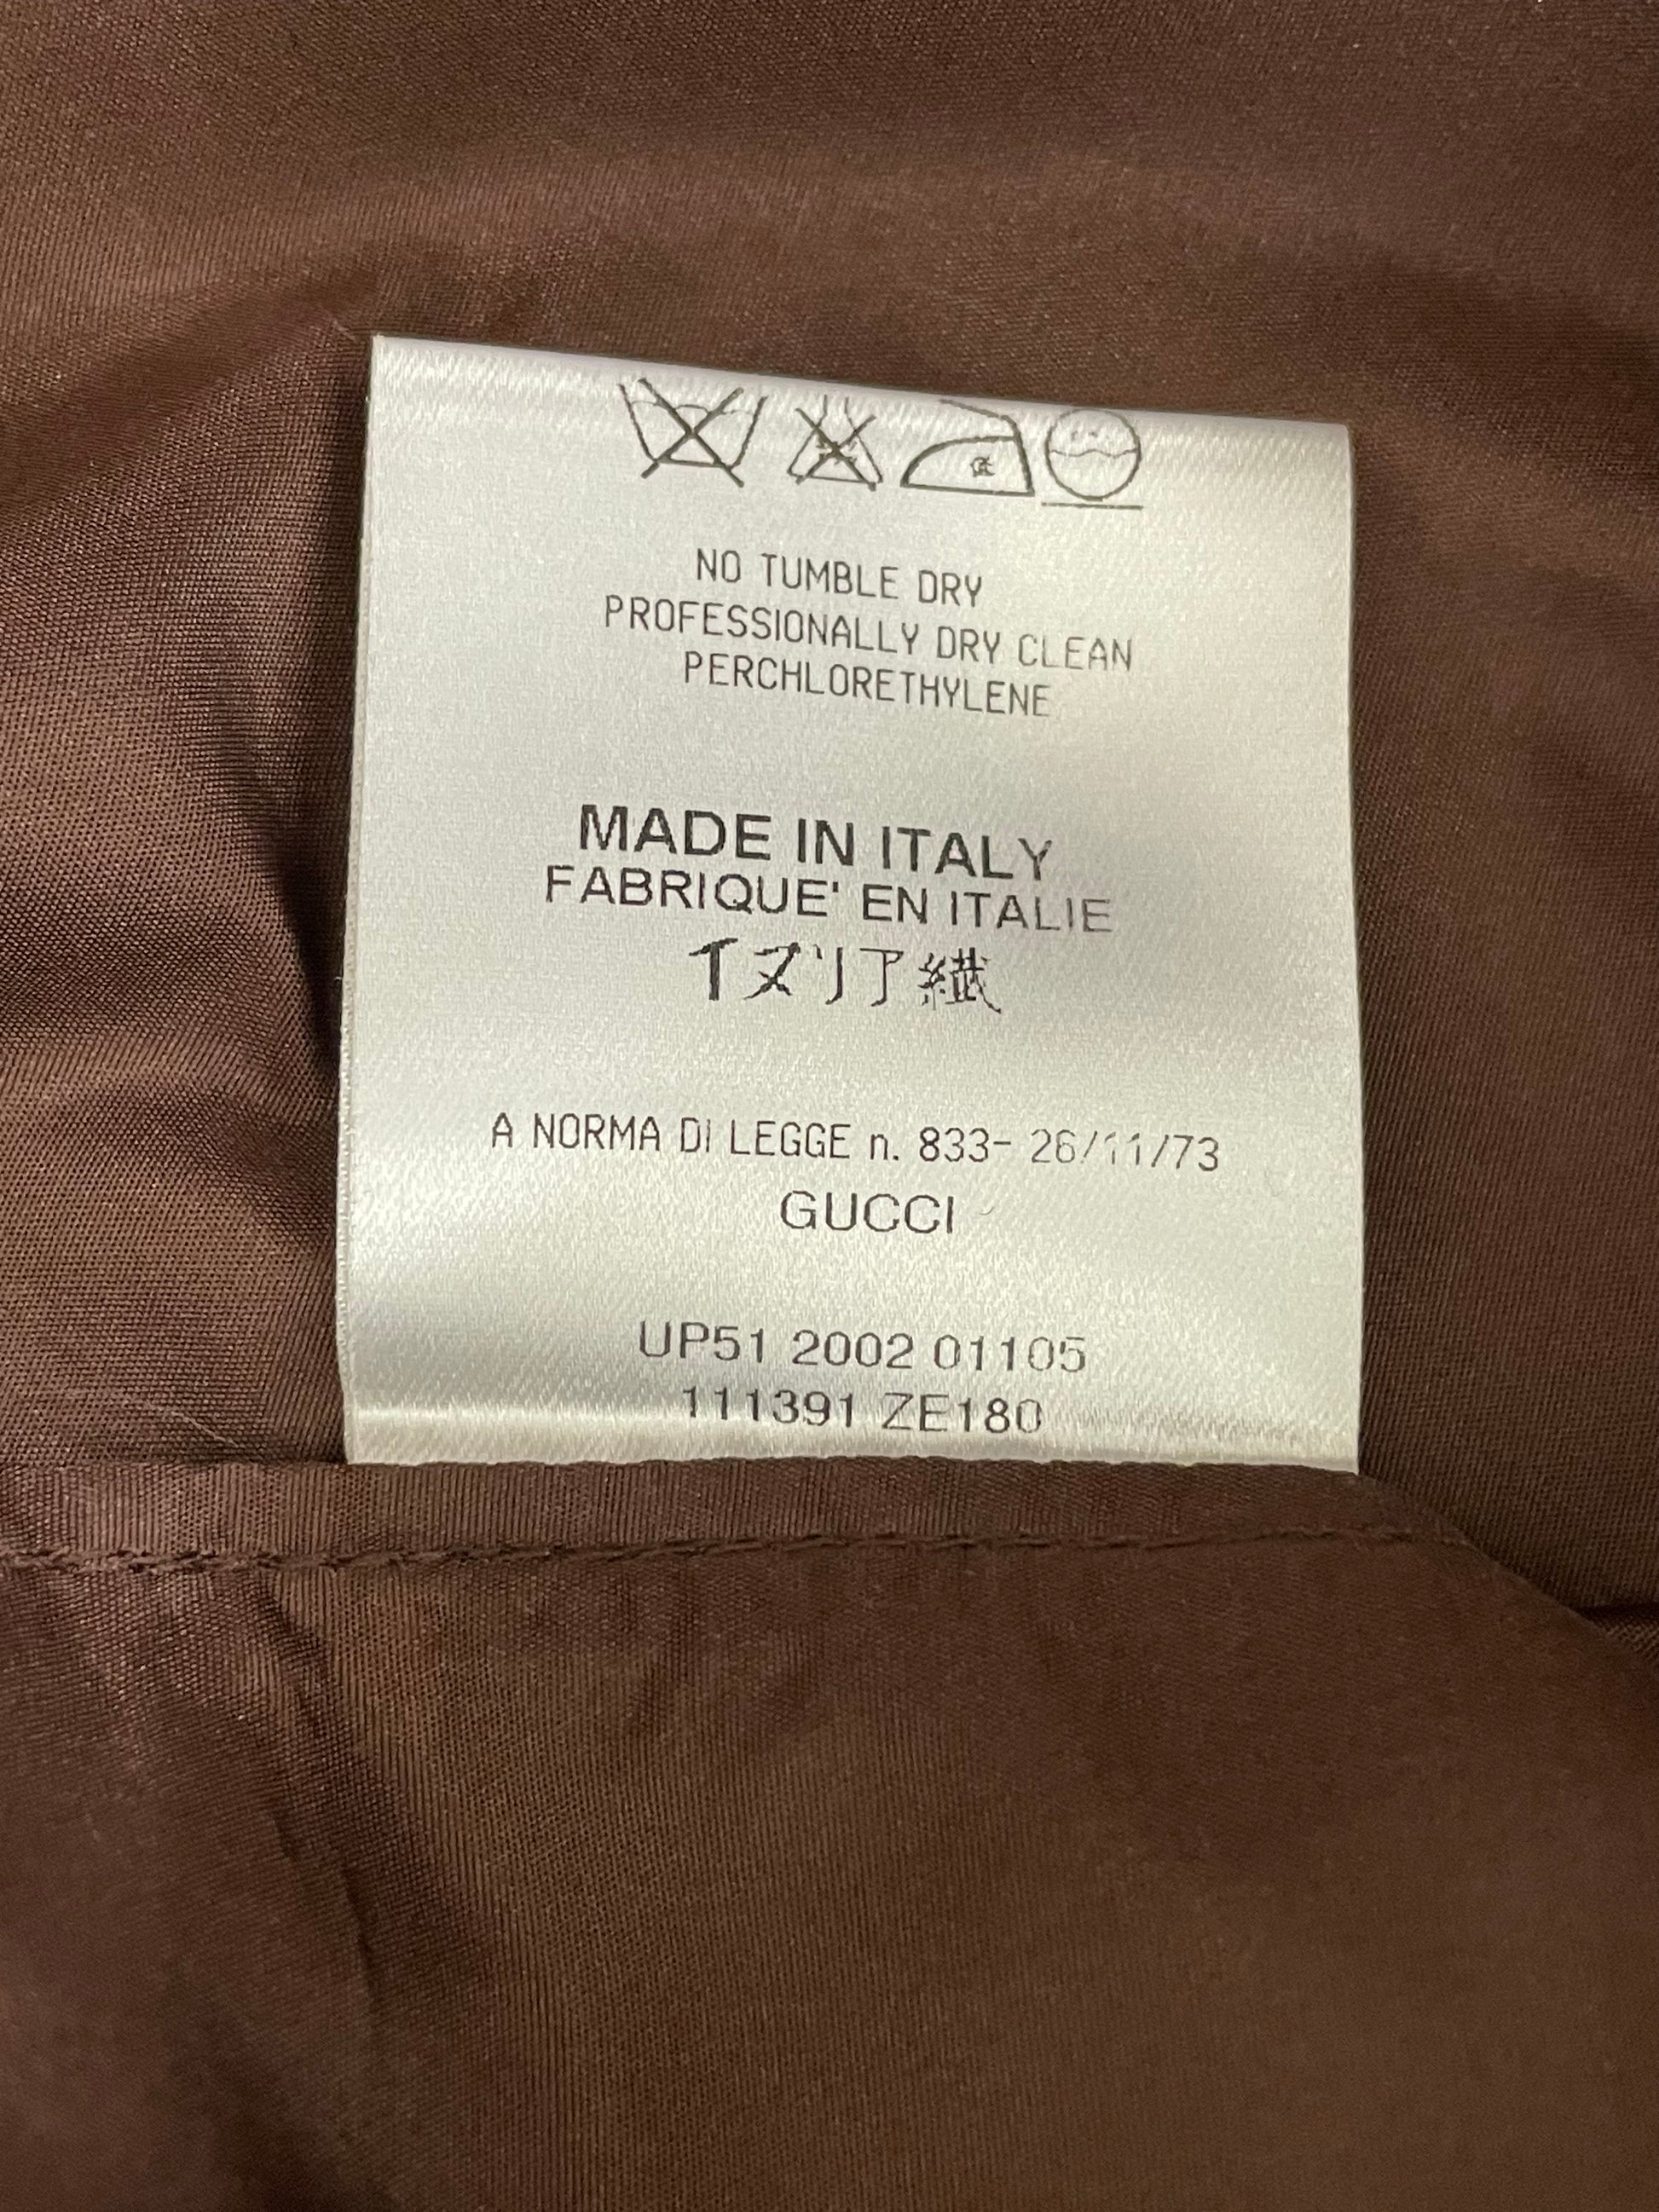 NO TUMBLE DRY
PROFESSIONALLY DRY CLEAN
PERCHLORETHYLENE
MADE IN ITALY
FABRIQUE' EN ITALIE
イヌリア織
A NORMA DI LEGGE n. 833- 26/11/73
GUCCI
UP51 2002 01105
111391 ZE180